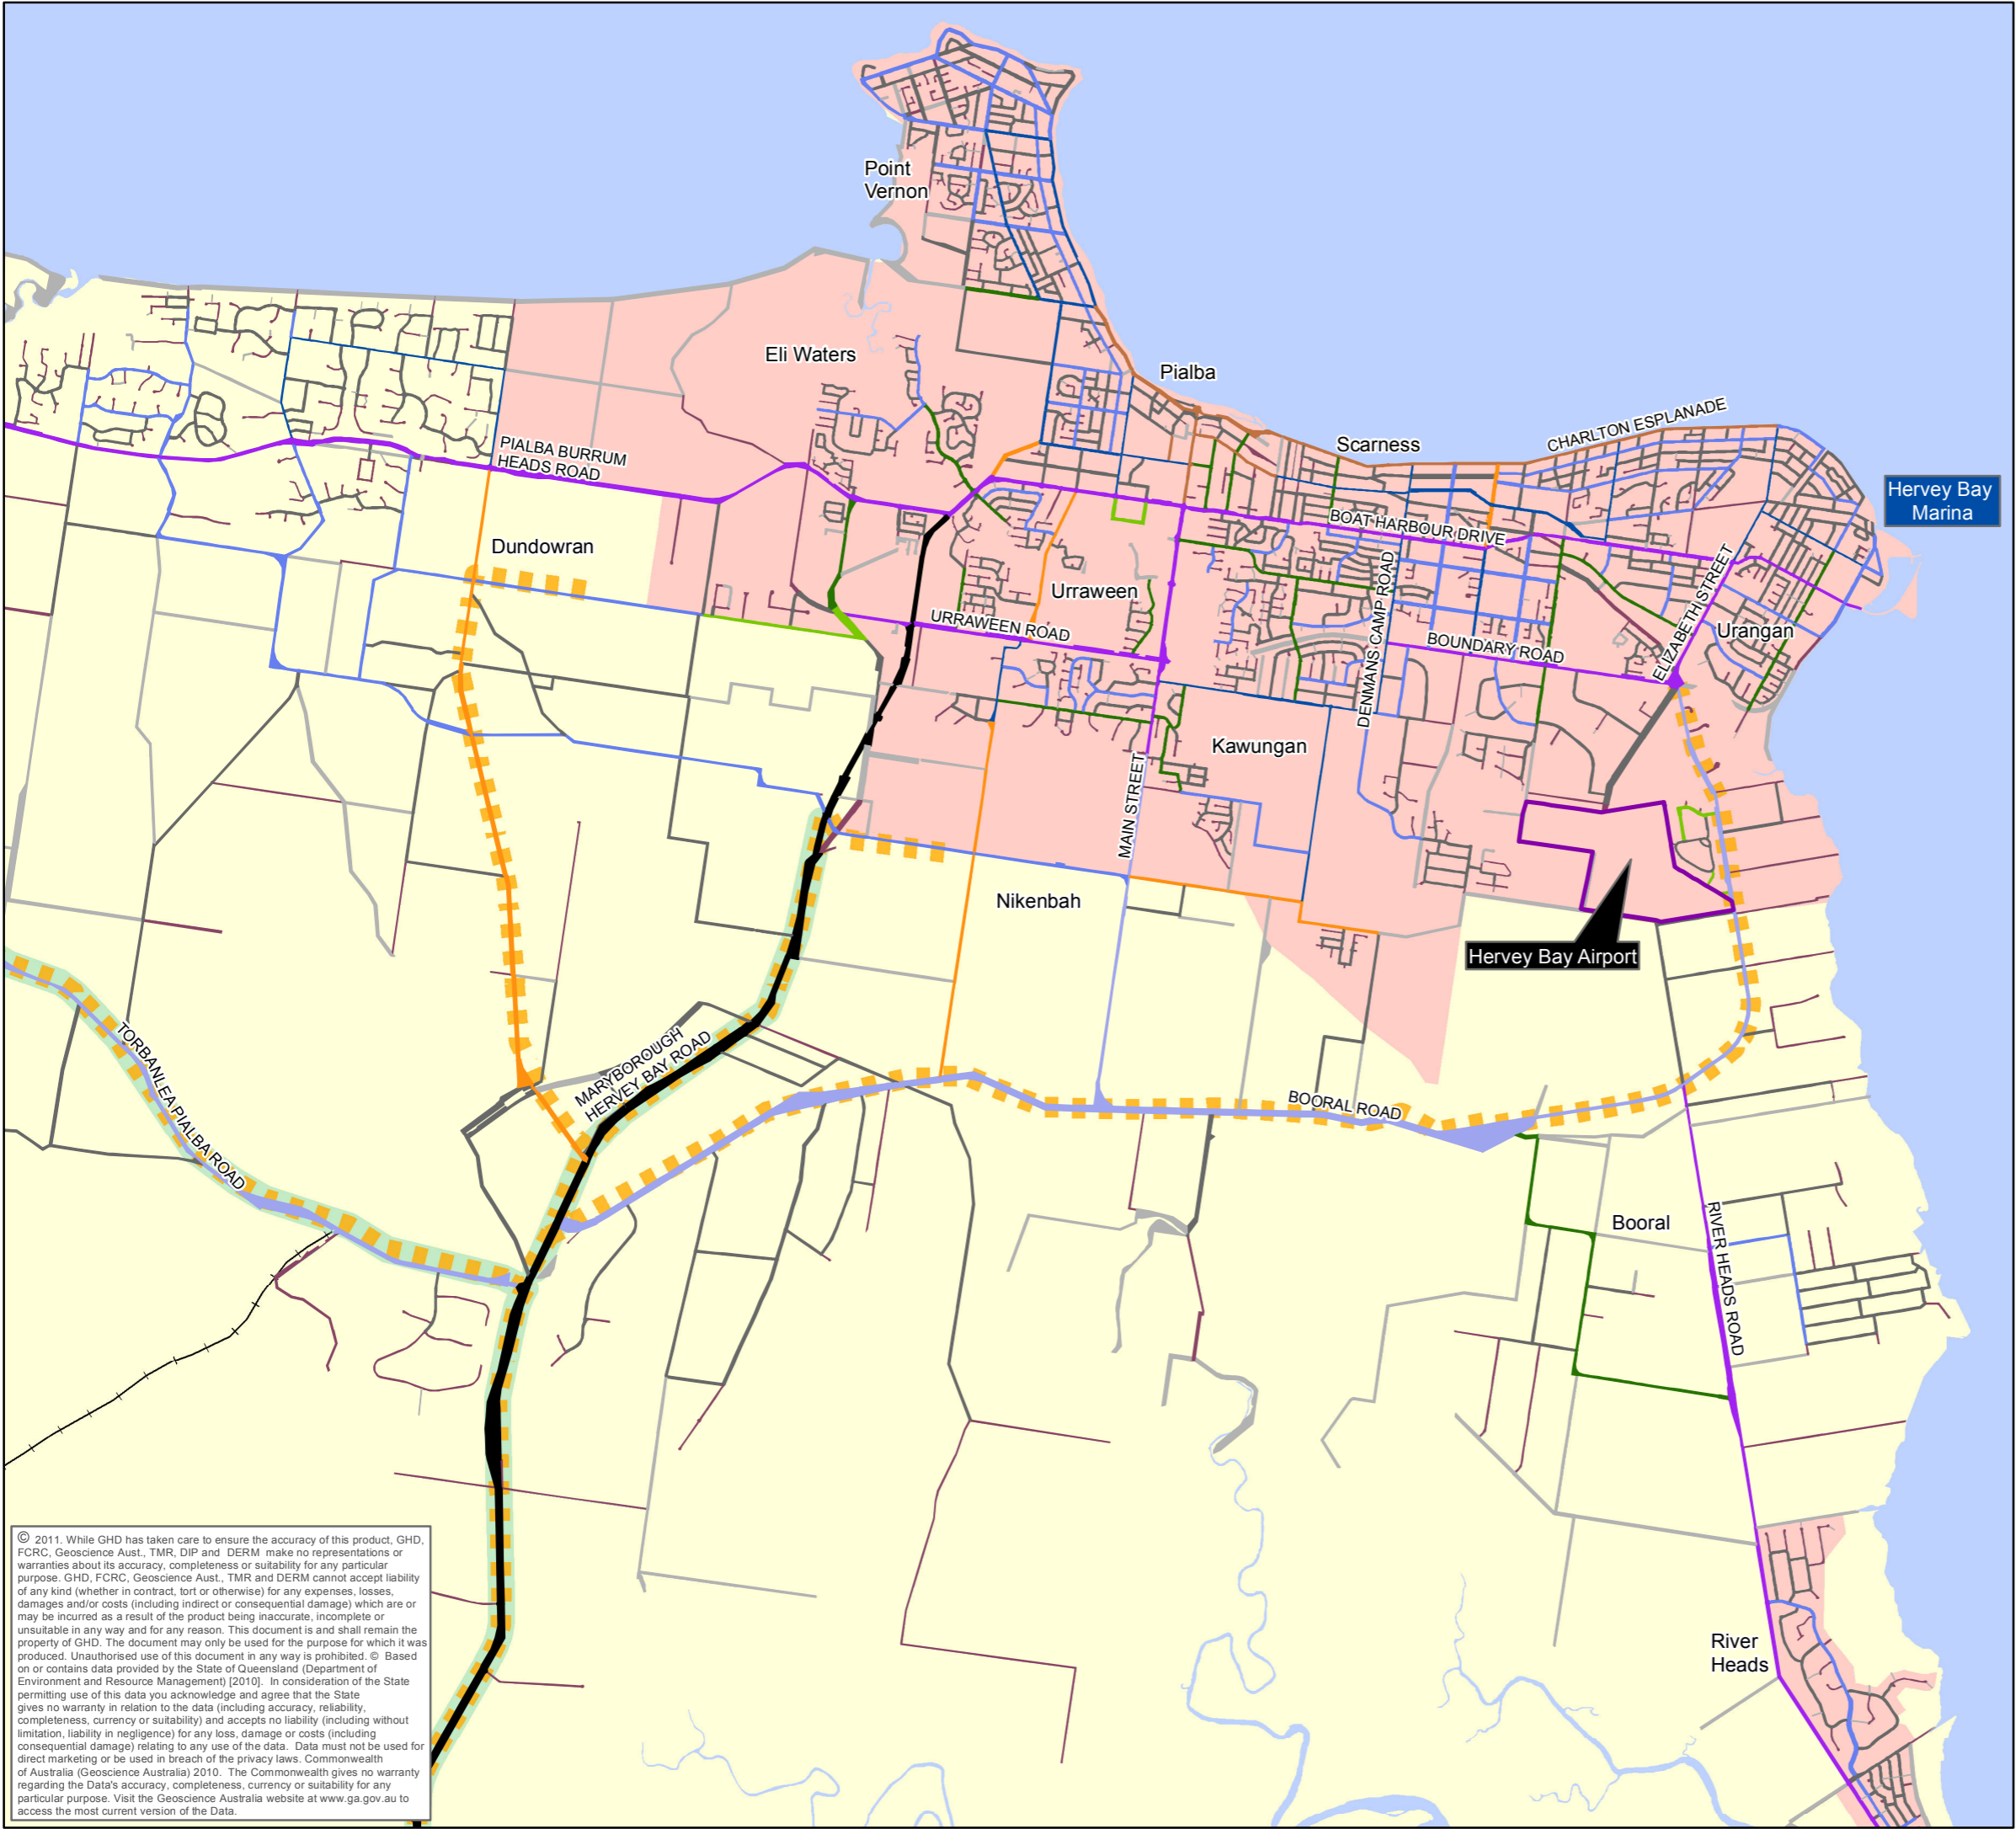 Point
Vernon
Eli Waters
Pialba
Scarness
CHARLTON ESPLANADE
PIALBA BURRUM
HEADS ROAD
Hervey Bay
Marina
BOAT HARBOUR DRIVE
Dundowran
Urraween
DENMANS CAMP ROAD
ELIZABETH STREET
URRAWEEN ROAD
BOUNDARY ROAD
Urangan
Kawungan
MAIN STREET
Nikenbah
Hervey Bay Airport
TORBANLEA PIALBA ROAD
MARYBOROUGH
HERVEY BAY ROAD
BOORAL ROAD
Booral
RIVER HEADS ROAD
© 2011. While GHD has taken care to ensure the accuracy of this product, GHD,
FCRC, Geoscience Aust., TMR, DIP and DERM make no representations or
warranties about its accuracy, completeness or suitability for any particular
purpose. GHD, FCRC, Geoscience Aust., TMR and DERM cannot accept liability
of any kind (whether in contract, tort or otherwise) for any expenses, losses,
damages and/or costs (including indirect or consequential damage) which are or
may be incurred as a result of the product being inaccurate, incomplete or
unsuitable in any way and for any reason. This document is and shall remain the
property of GHD. The document may only be used for the purpose for which it was
produced. Unauthorised use of this document in any way is prohibited. © Based
on or contains data provided by the State of Queensland (Department of
Environment and Resource Management) [2010]. In consideration of the State
permitting use of this data you acknowledge and agree that the State
gives no warranty in relation to the data (including accuracy, reliability,
completeness, currency or suitability) and accepts no liability (including without
limitation, liability in negligence) for any loss, damage or costs (including
consequential damage) relating to any use of the data. Data must not be used for
direct marketing or be used in breach of the privacy laws. Commonwealth
of Australia (Geoscience Australia) 2010. The Commonwealth gives no warranty
regarding the Data's accuracy, completeness, currency or suitability for any
particular purpose. Visit the Geoscience Australia website at www.ga.gov.au to
access the most current version of the Data.
River
Heads